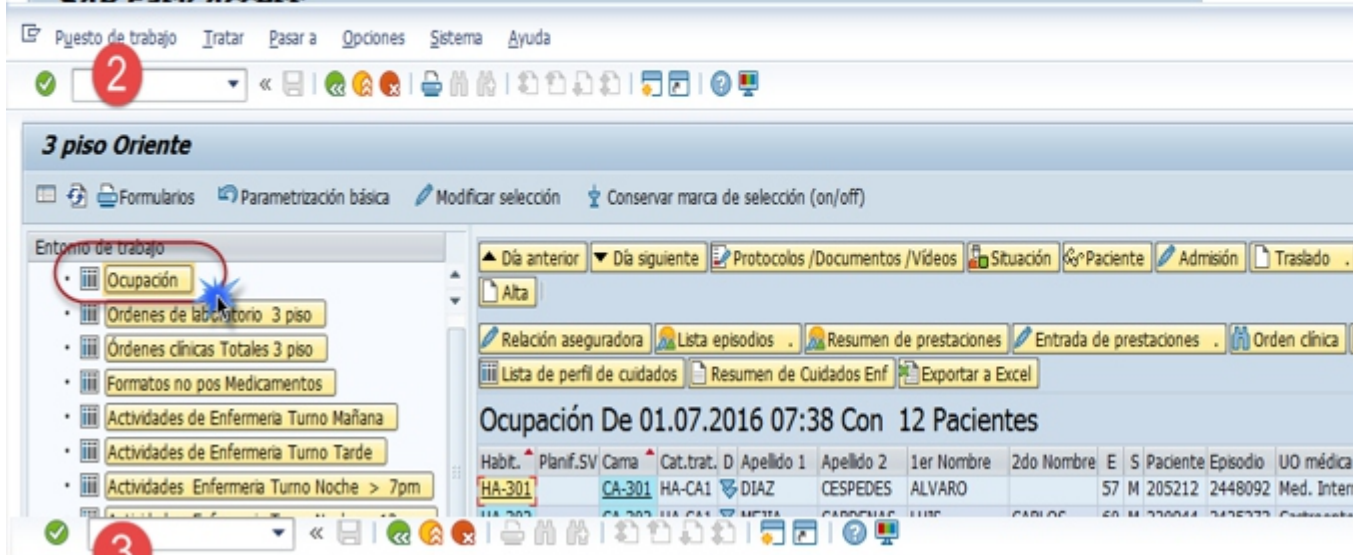 Puesto de trabajo Tratar Pasar a Opciones Sistema Ayuda
2
3 piso Oriente
Formularios Parametrización básica Modificar selección Conservar marca de selección (on/off)
Entorno de trabajo
Ocupación
Ordenes de laboratorio 3 piso
Órdenes clínicas Totales 3 piso
Formatos no pos Medicamentos
Actividades de Enfermeria Turno Mañana
Actividades de Enfermeria Turno Tarde
Actividades Enfermeria Turno Noche > 7pm
Día anterior Día siguiente Protocolos /Documentos /Vídeos Situación Paciente Admisión Traslado .
Alta
Relación aseguradora Lista episodios . Resumen de prestaciones Entrada de prestaciones . Orden clínica
Lista de perfil de cuidados Resumen de Cuidados Enf Exportar a Excel
Ocupación De 01.07.2016 07:38 Con 12 Pacientes
Habit. Planif.SV Cama Cat.trat. D Apellido 1 Apellido 2 1er Nombre 2do Nombre E S Paciente Episodio UO médica
HA-301 CA-301 HA-CA1 DIAZ CESPEDES ALVARO 57 M 205212 2448092 Med. Inter
3